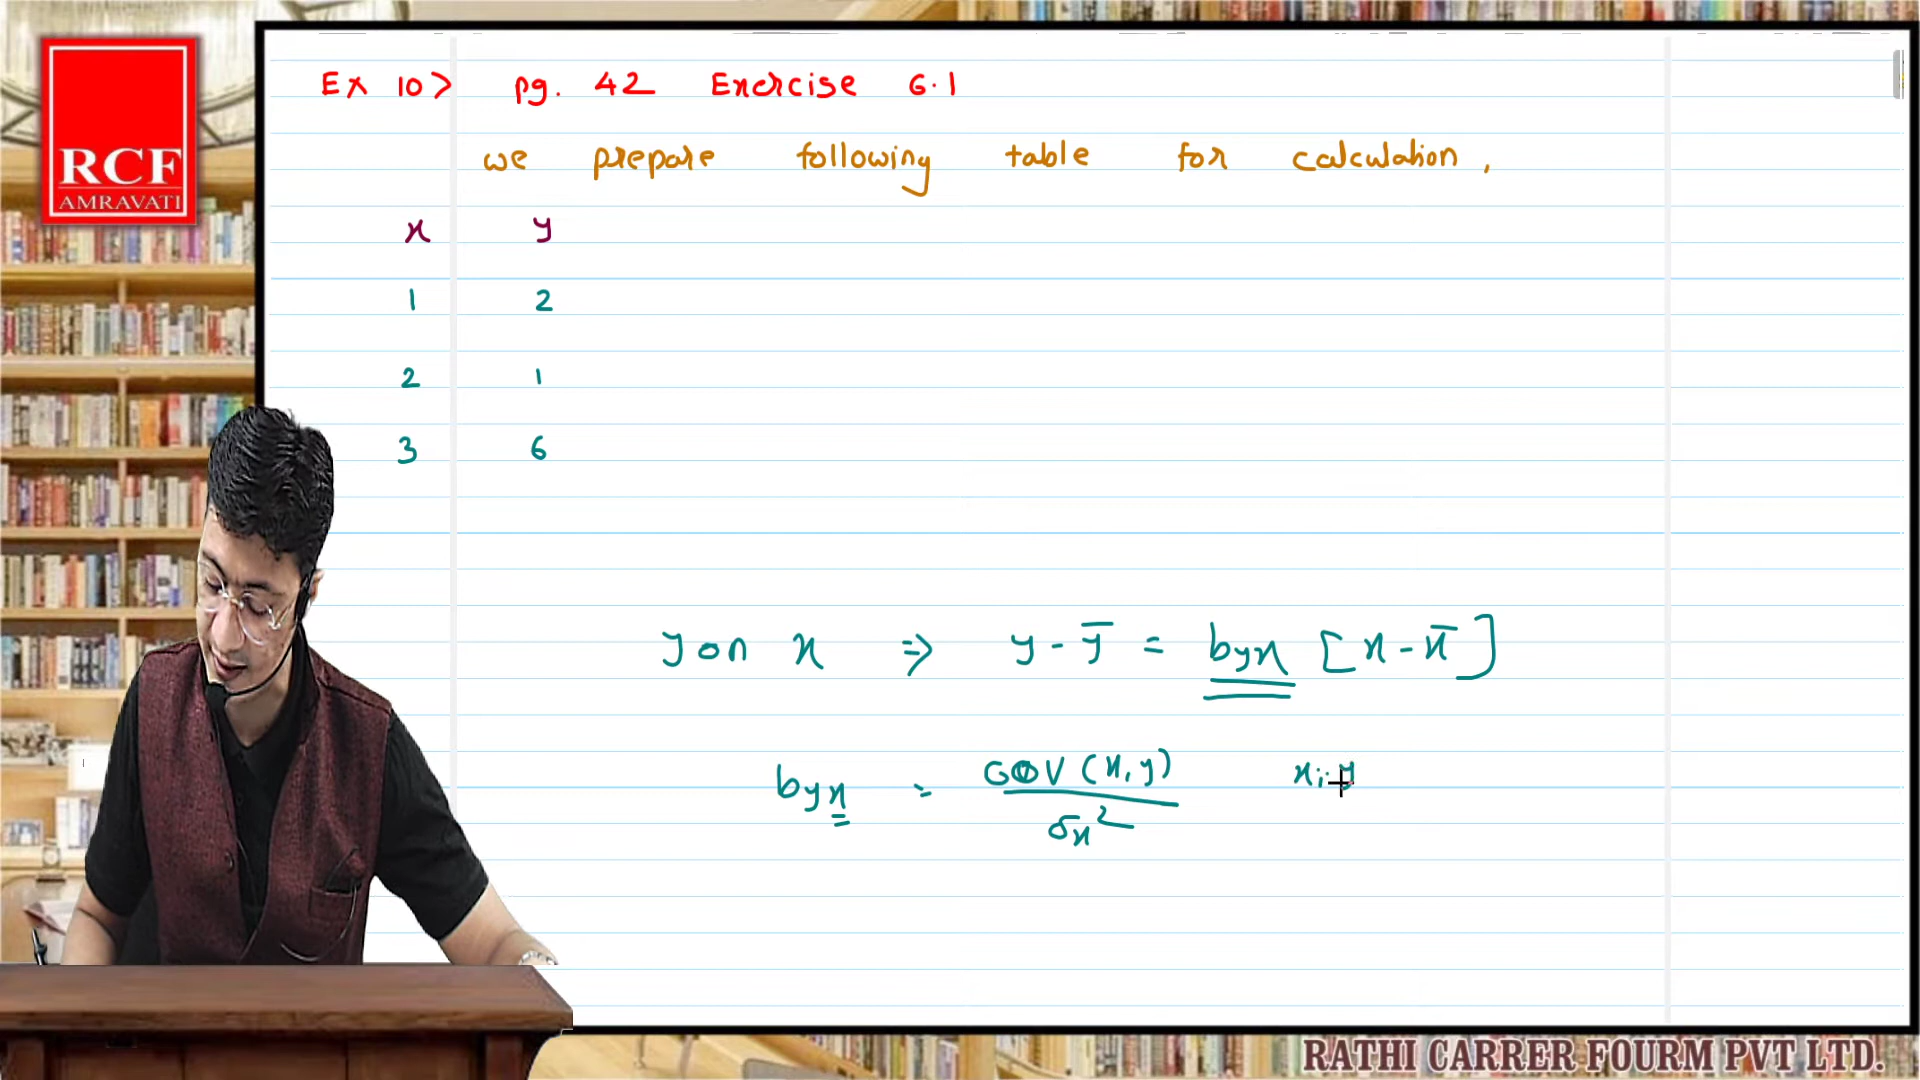 RCF
AMRAVATI
Ex 10> pg. 42 Exercise 6.1
we prepare following table for calculation,
x y
1 2
2 1
3 6
y on x ⇒ y - ȳ = byx [x - x̄]
byx = COV (x, y) / σx² xi.y
RATHI CARRER FOURM PVT LTD.